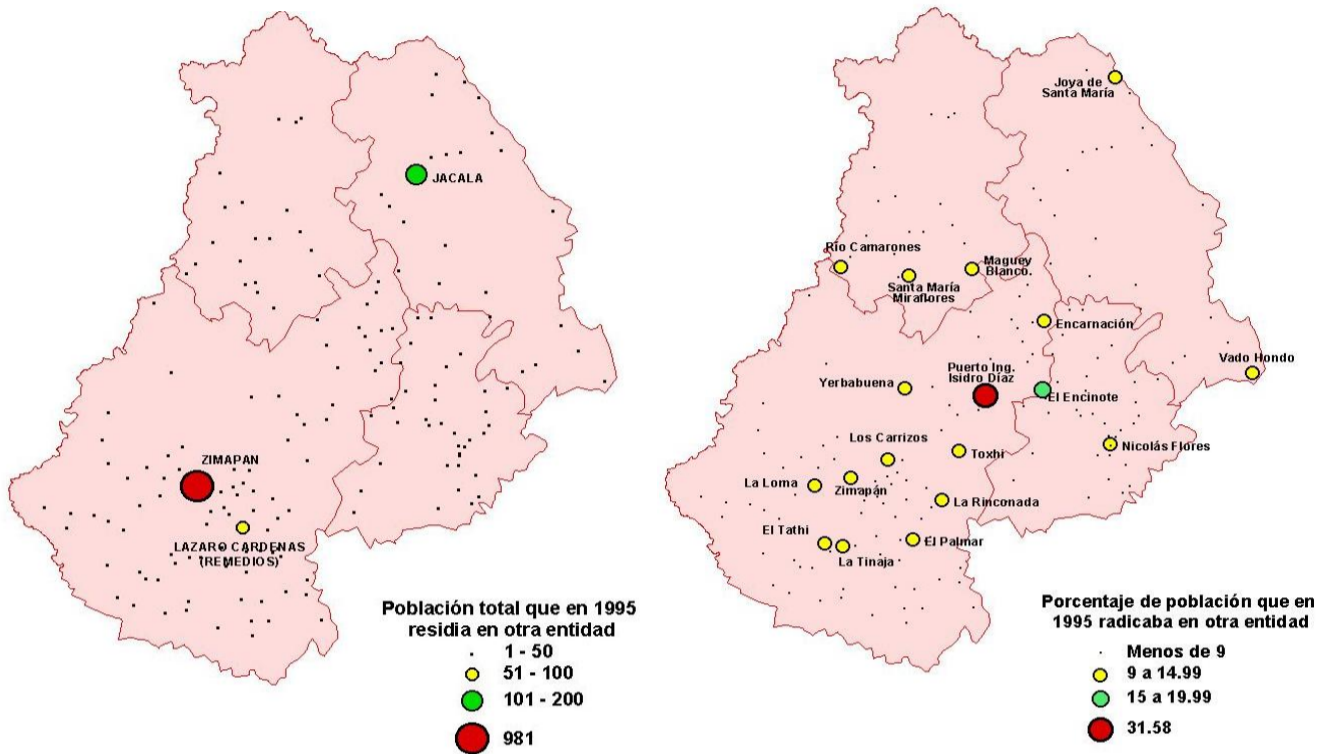 JACALA
ZIMAPAN
LAZARO CARDENAS
(REMEDIOS)
Población total que en 1995
residia en otra entidad
1 - 50
51 - 100
101 - 200
981
Joya de
Santa María
Río Camarones
Maguey
Blanco.
Santa María
Miraflores
Encarnación
Vado Hondo
Puerto Ing.
Isidro Díaz
Yerbabuena
El Encinote
Los Carrizos
Nicolás Flores
Toxhi
La Loma
Zimapán
La Rinconada
El Tathi
El Palmar
La Tinaja
Porcentaje de población que en
1995 radicaba en otra entidad
Menos de 9
9 a 14.99
15 a 19.99
31.58